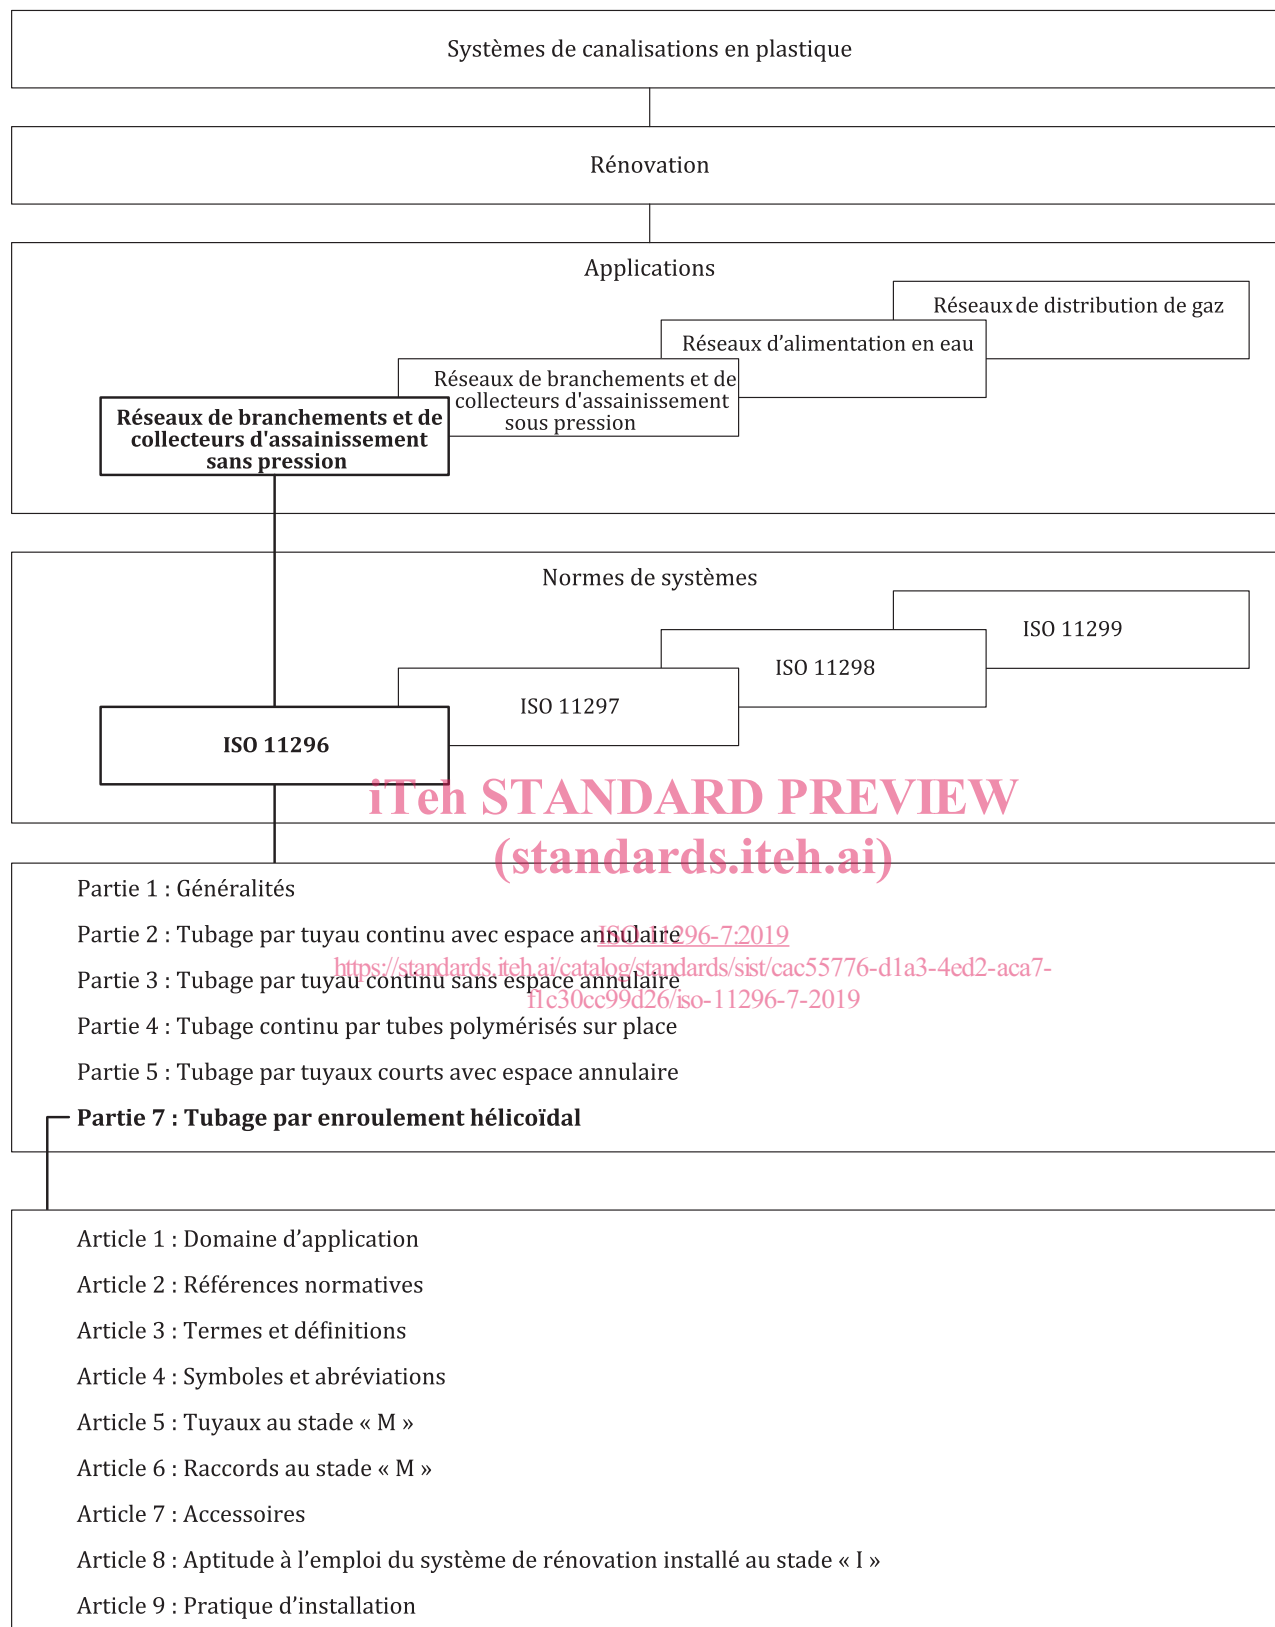 Systèmes de canalisations en plastique
Rénovation
Applications
Réseaux de distribution de gaz
Réseaux d’alimentation en eau
Réseaux de branchements et de
collecteurs d'assainissement
sous pression
Réseaux de branchements et de
collecteurs d'assainissement
sans pression
Normes de systèmes
ISO 11299
ISO 11298
ISO 11297
ISO 11296
iTeh STANDARD PREVIEW
(standards.iteh.ai)
Partie 1 : Généralités
Partie 2 : Tubage par tuyau continu avec espace annulaire
ISO 11296-7:2019
https://standards.iteh.ai/catalog/standards/sist/cac55776-d1a3-4ed2-aca7-
Partie 3 : Tubage par tuyau continu sans espace annulaire
f1c30cc99d26/iso-11296-7-2019
Partie 4 : Tubage continu par tubes polymérisés sur place
Partie 5 : Tubage par tuyaux courts avec espace annulaire
Partie 7 : Tubage par enroulement hélicoïdal
Article 1 : Domaine d’application
Article 2 : Références normatives
Article 3 : Termes et définitions
Article 4 : Symboles et abréviations
Article 5 : Tuyaux au stade « M »
Article 6 : Raccords au stade « M »
Article 7 : Accessoires
Article 8 : Aptitude à l’emploi du système de rénovation installé au stade « I »
Article 9 : Pratique d’installation